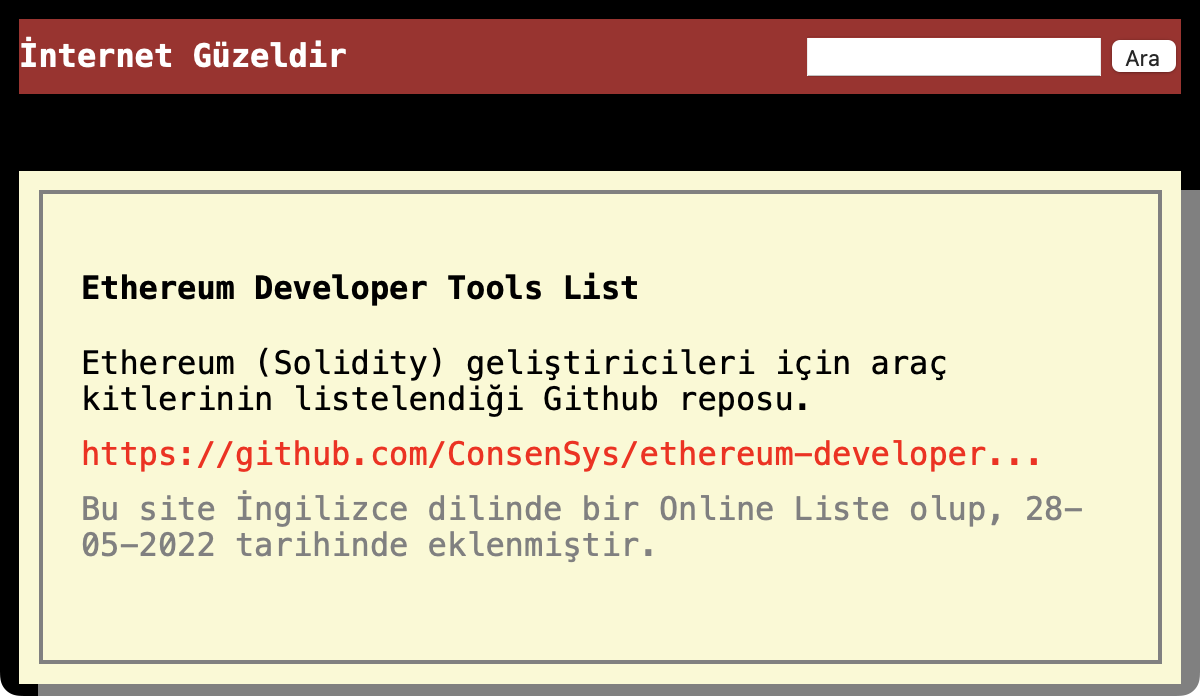 İnternet Güzeldir
Ara
Ethereum Developer Tools List
Ethereum (Solidity) geliştiricileri için araç
kitlerinin listelendiği Github reposu.
https://github.com/ConsenSys/ethereum-developer...
Bu site İngilizce dilinde bir Online Liste olup, 28-
05-2022 tarihinde eklenmiştir.